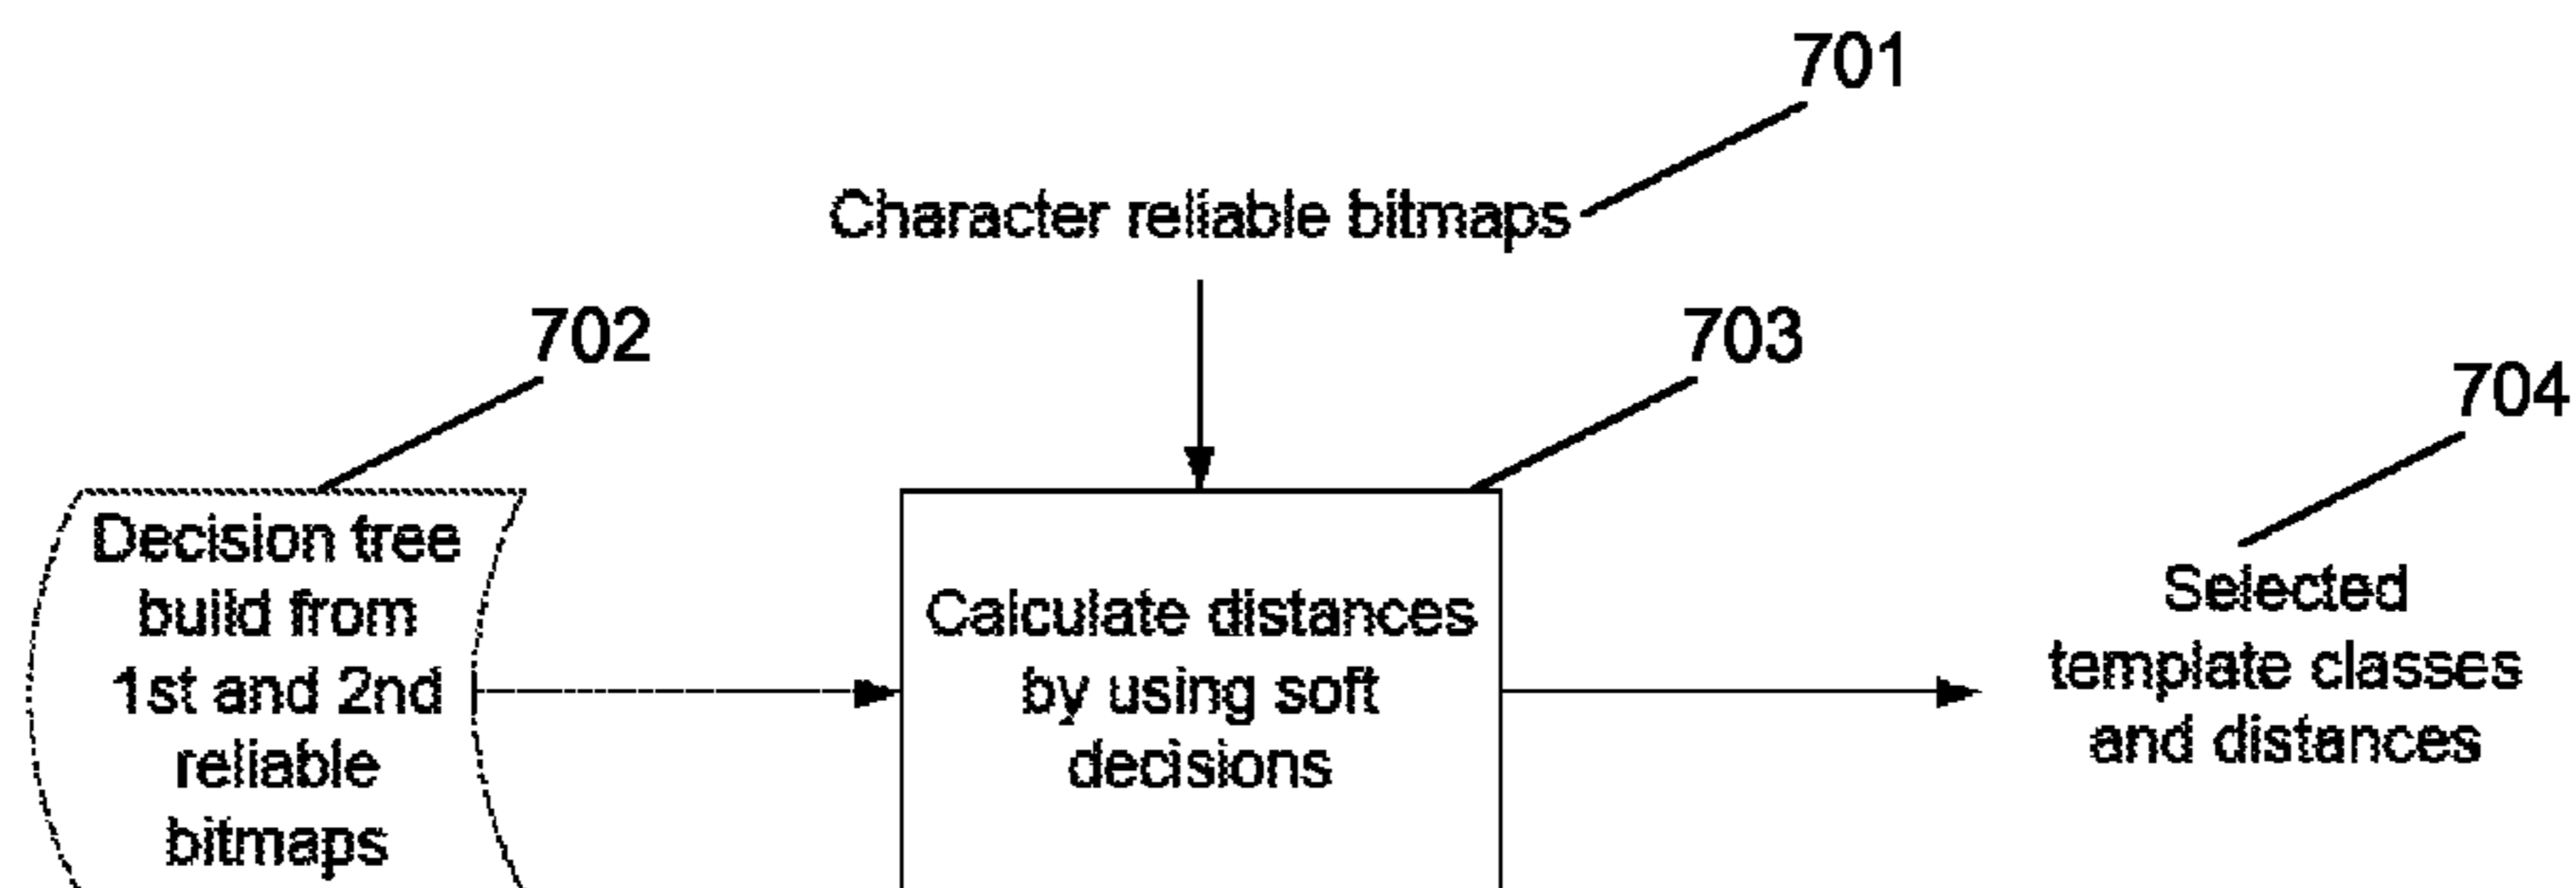 701
Character reliable bitmaps
702
703
704
Decision tree
build from
1st and 2nd
reliable
bitmaps
Calculate distances
by using soft
decisions
Selected
template classes
and distances